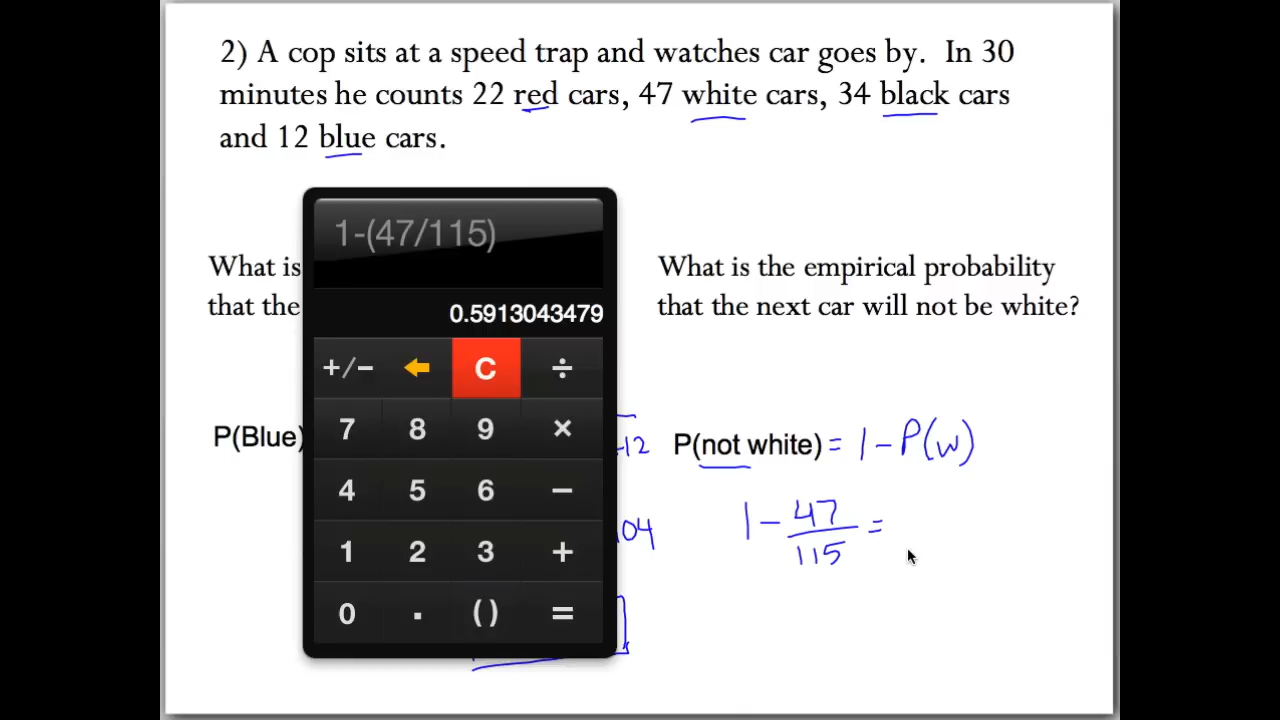 2) A cop sits at a speed trap and watches car goes by. In 30
minutes he counts 22 red cars, 47 white cars, 34 black cars
and 12 blue cars.
What is
that the
What is the empirical probability
that the next car will not be white?
1-(47/115)
0.5913043479
+/− C ÷
7 8 9 ×
4 5 6 −
1 2 3 +
0 . ( ) =
P(Blue)
-12
104
P(not white) = 1 - P(w)
1 - 47/115 =